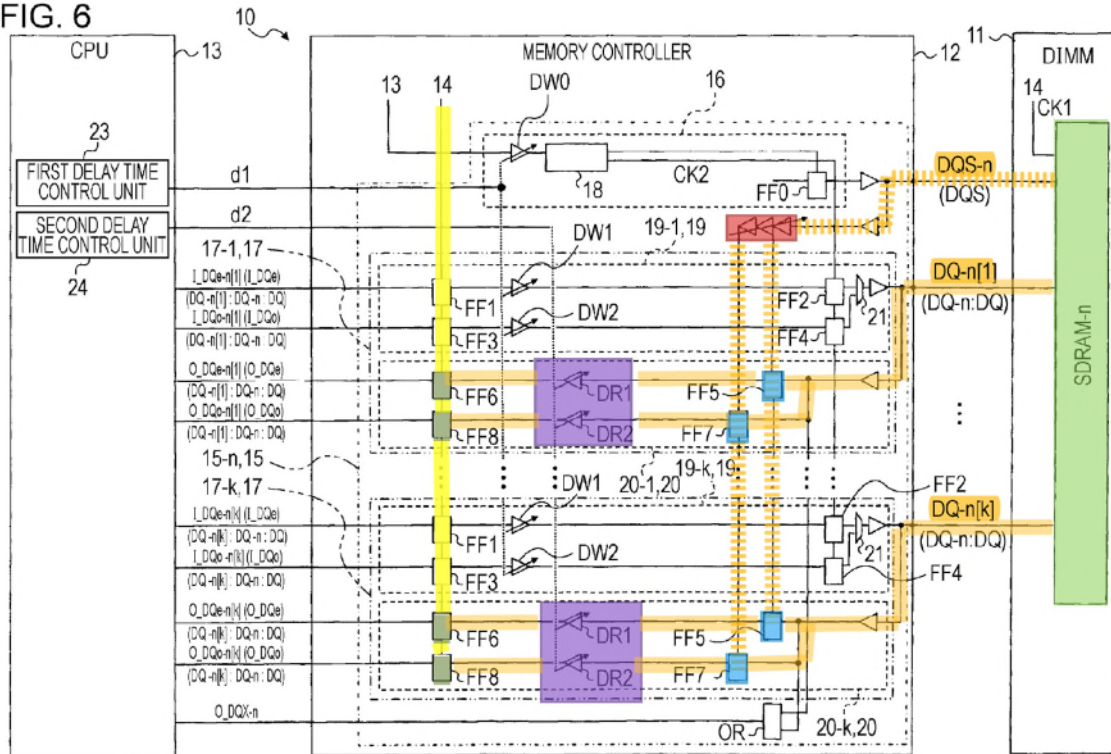 FIG. 6
10
CPU
13
MEMORY CONTROLLER
12
11
DIMM
13
14
DW0
16
14
CK1
23
FIRST DELAY TIME
CONTROL UNIT
d1
18
CK2
FF0
DQS-n
(DQS)
SECOND DELAY
TIME CONTROL UNIT
24
d2
17-1,17
DW1
19-1,19
I_DQe-n[1] (I_DQe)
(DQ-n[1] : DQ-n : DQ)
FF1
FF2
21
DQ-n[1]
(DQ-n:DQ)
I_DQo-n[1] (I_DQo)
(DQ-n[1] : DQ-n : DQ)
FF3
DW2
FF4
SDRAM-n
O_DQe-n[1] (O_DQe)
(DQ-n[1] : DQ-n : DQ)
FF6
DR1
FF5
O_DQo-n[1] (O_DQo)
(DQ-n[1] : DQ-n : DQ)
FF8
DR2
FF7
15-n,15
17-k,17
20-1,20
19-k,19
DW1
FF2
I_DQe-n[k] (I_DQe)
(DQ-n[k] : DQ-n : DQ)
FF1
21
DQ-n[k]
(DQ-n:DQ)
I_DQo-n[k] (I_DQo)
(DQ-n[k] : DQ-n : DQ)
FF3
DW2
FF4
O_DQe-n[k] (O_DQe)
(DQ-n[k] : DQ-n : DQ)
FF6
DR1
FF5
O_DQo-n[k] (O_DQo)
(DQ-n[k] : DQ-n : DQ)
FF8
DR2
FF7
O_DQX-n
OR
20-k,20